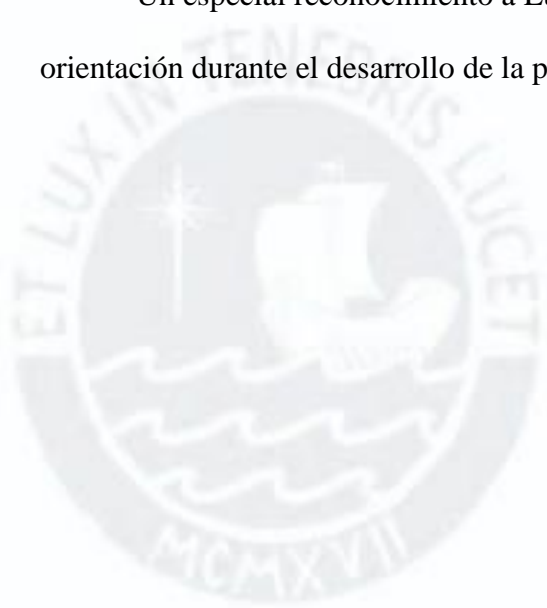 Un especial reconocimiento a
orientación durante el desarrollo de la
ET LUX IN TENEBRIS LUCET
MCMXVII